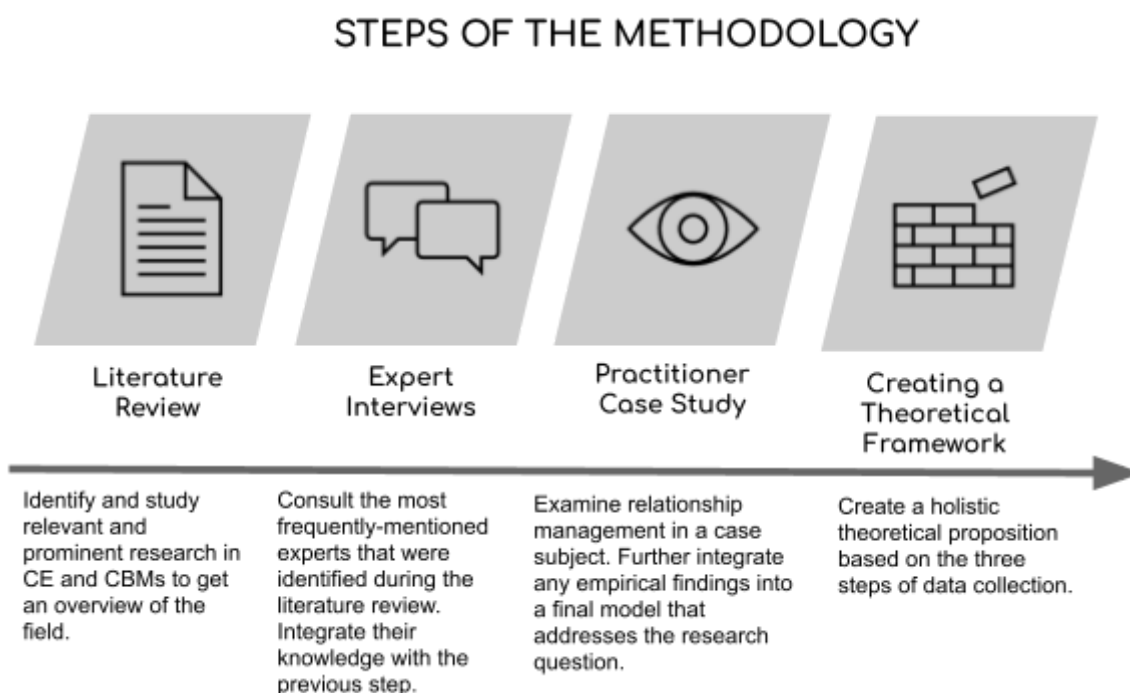 STEPS OF THE METHODOLOGY
Literature
Review
Expert
Interviews
Practitioner
Case Study
Creating a
Theoretical
Framework
Identify and study
relevant and
prominent research in
CE and CBMs to get
an overview of the
field.
Consult the most
frequently-mentioned
experts that were
identified during the
literature review.
Integrate their
knowledge with the
previous step.
Examine relationship
management in a case
subject. Further integrate
any empirical findings into
a final model that
addresses the research
question.
Create a holistic
theoretical proposition
based on the three
steps of data collection.